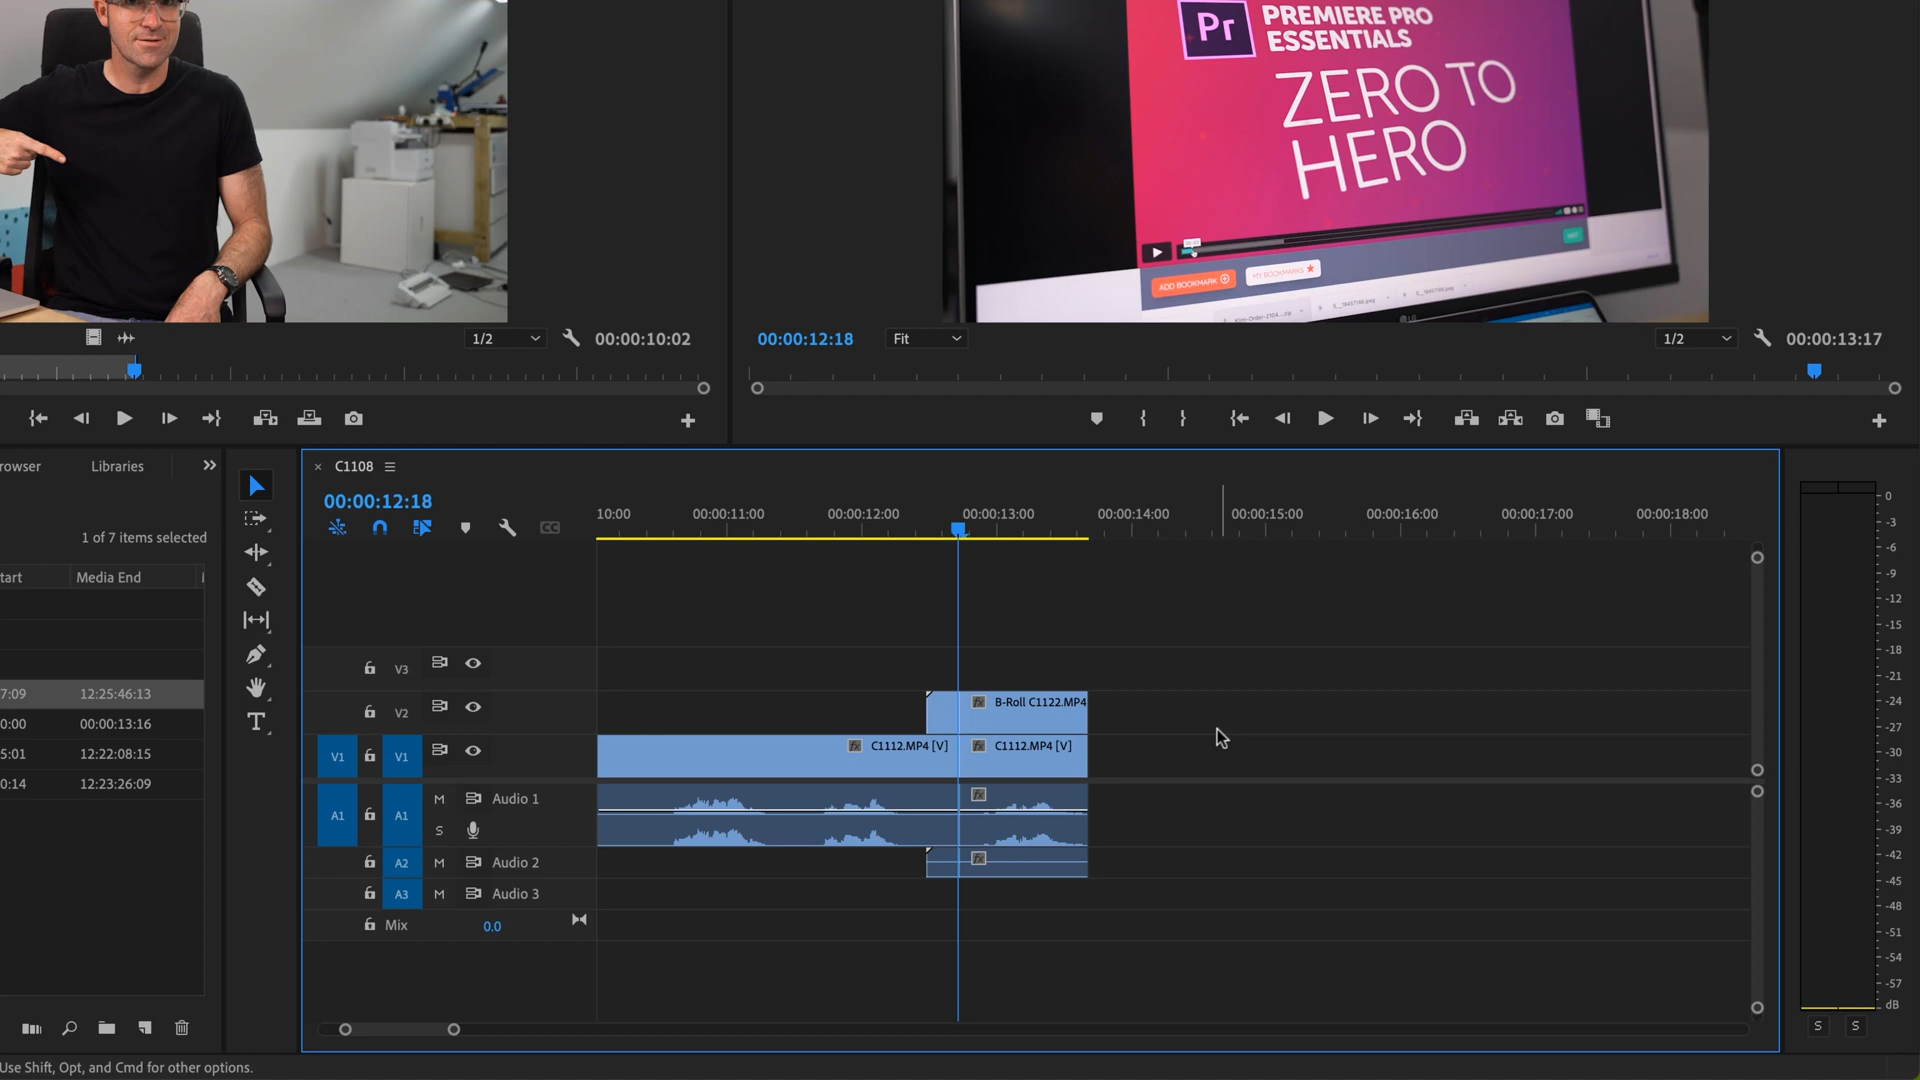 Pr
PREMIERE PRO
ESSENTIALS
ZERO TO
HERO
ADD BOOKMARK
MY BOOKMARKS
LG
1/2
00:00:10:02
00:00:12:18
Fit
1/2
00:00:13:17
rowser
Libraries
C1108
00:00:12:18
CC
10:00
00:00:11:00
00:00:12:00
00:00:13:00
00:00:14:00
00:00:15:00
00:00:16:00
00:00:17:00
00:00:18:00
1 of 7 items selected
tart
Media End
7:09
12:25:46:13
0:00
00:00:13:16
5:01
12:22:08:15
0:14
12:23:26:09
V3
V2
fx B-Roll C1122.MP4
V1
V1
fx C1112.MP4 [V]
fx C1112.MP4 [V]
A1
A1
M
Audio 1
S
fx
A2
M
Audio 2
fx
A3
M
Audio 3
Mix
0.0
0
-3
-6
-9
-12
-15
-18
-21
-24
-27
-30
-33
-36
-39
-42
-45
-48
-51
-54
-57
dB
S
S
Use Shift, Opt, and Cmd for other options.